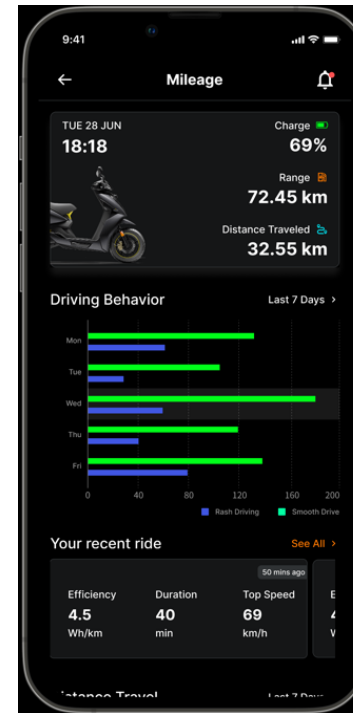 9:41
Mileage
TUE 28 JUN
18:18
Charge
69%
Range
72.45 km
Distance Traveled
32.55 km
Driving Behavior
Last 7 Days >
Mon
Tue
Wed
Thu
Fri
0 40 80 120 160 200
Rash Driving Smooth Drive
Your recent ride
See All >
50 mins ago
Efficiency Duration Top Speed
4.5 40 69
Wh/km min km/h